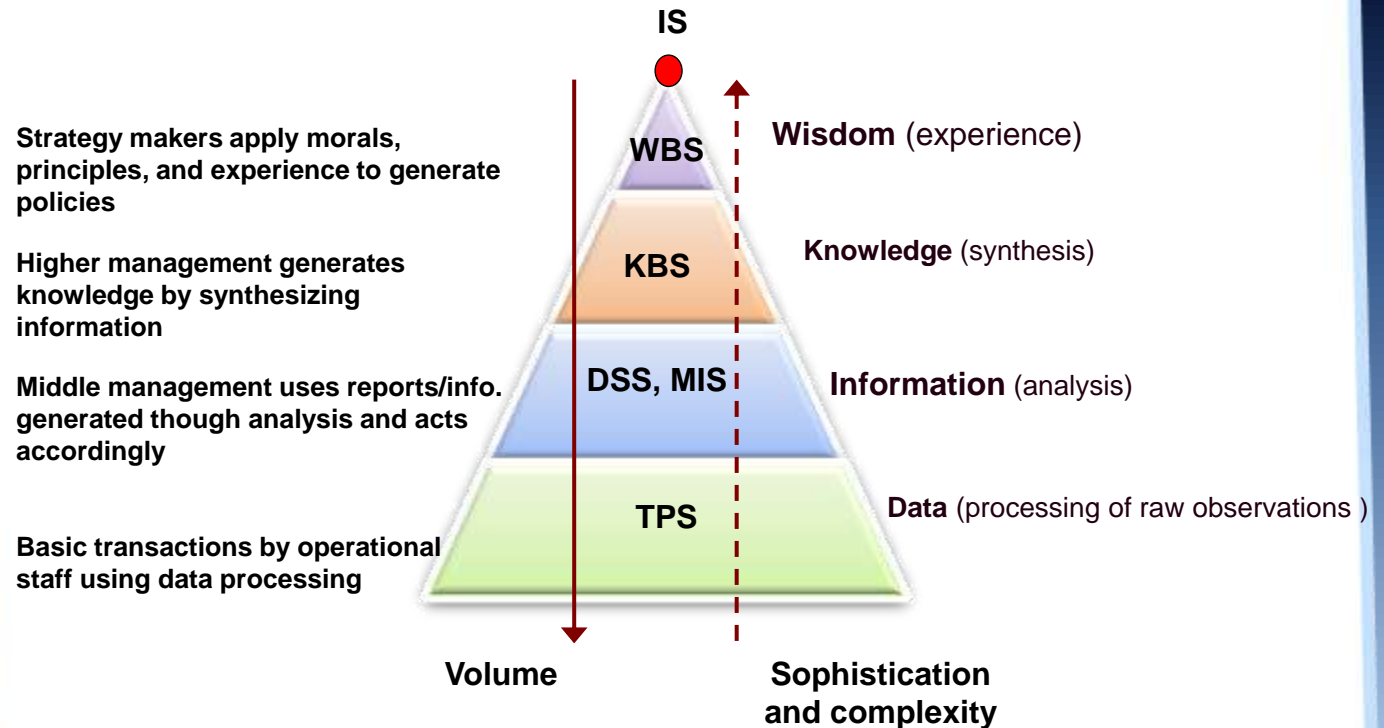 IS
Strategy makers apply morals,
principles, and experience to generate
policies
WBS
Wisdom (experience)
Higher management generates
knowledge by synthesizing
information
KBS
Knowledge (synthesis)
Middle management uses reports/info.
generated though analysis and acts
accordingly
DSS, MIS
Information (analysis)
Basic transactions by operational
staff using data processing
TPS
Data (processing of raw observations )
Volume
Sophistication
and complexity